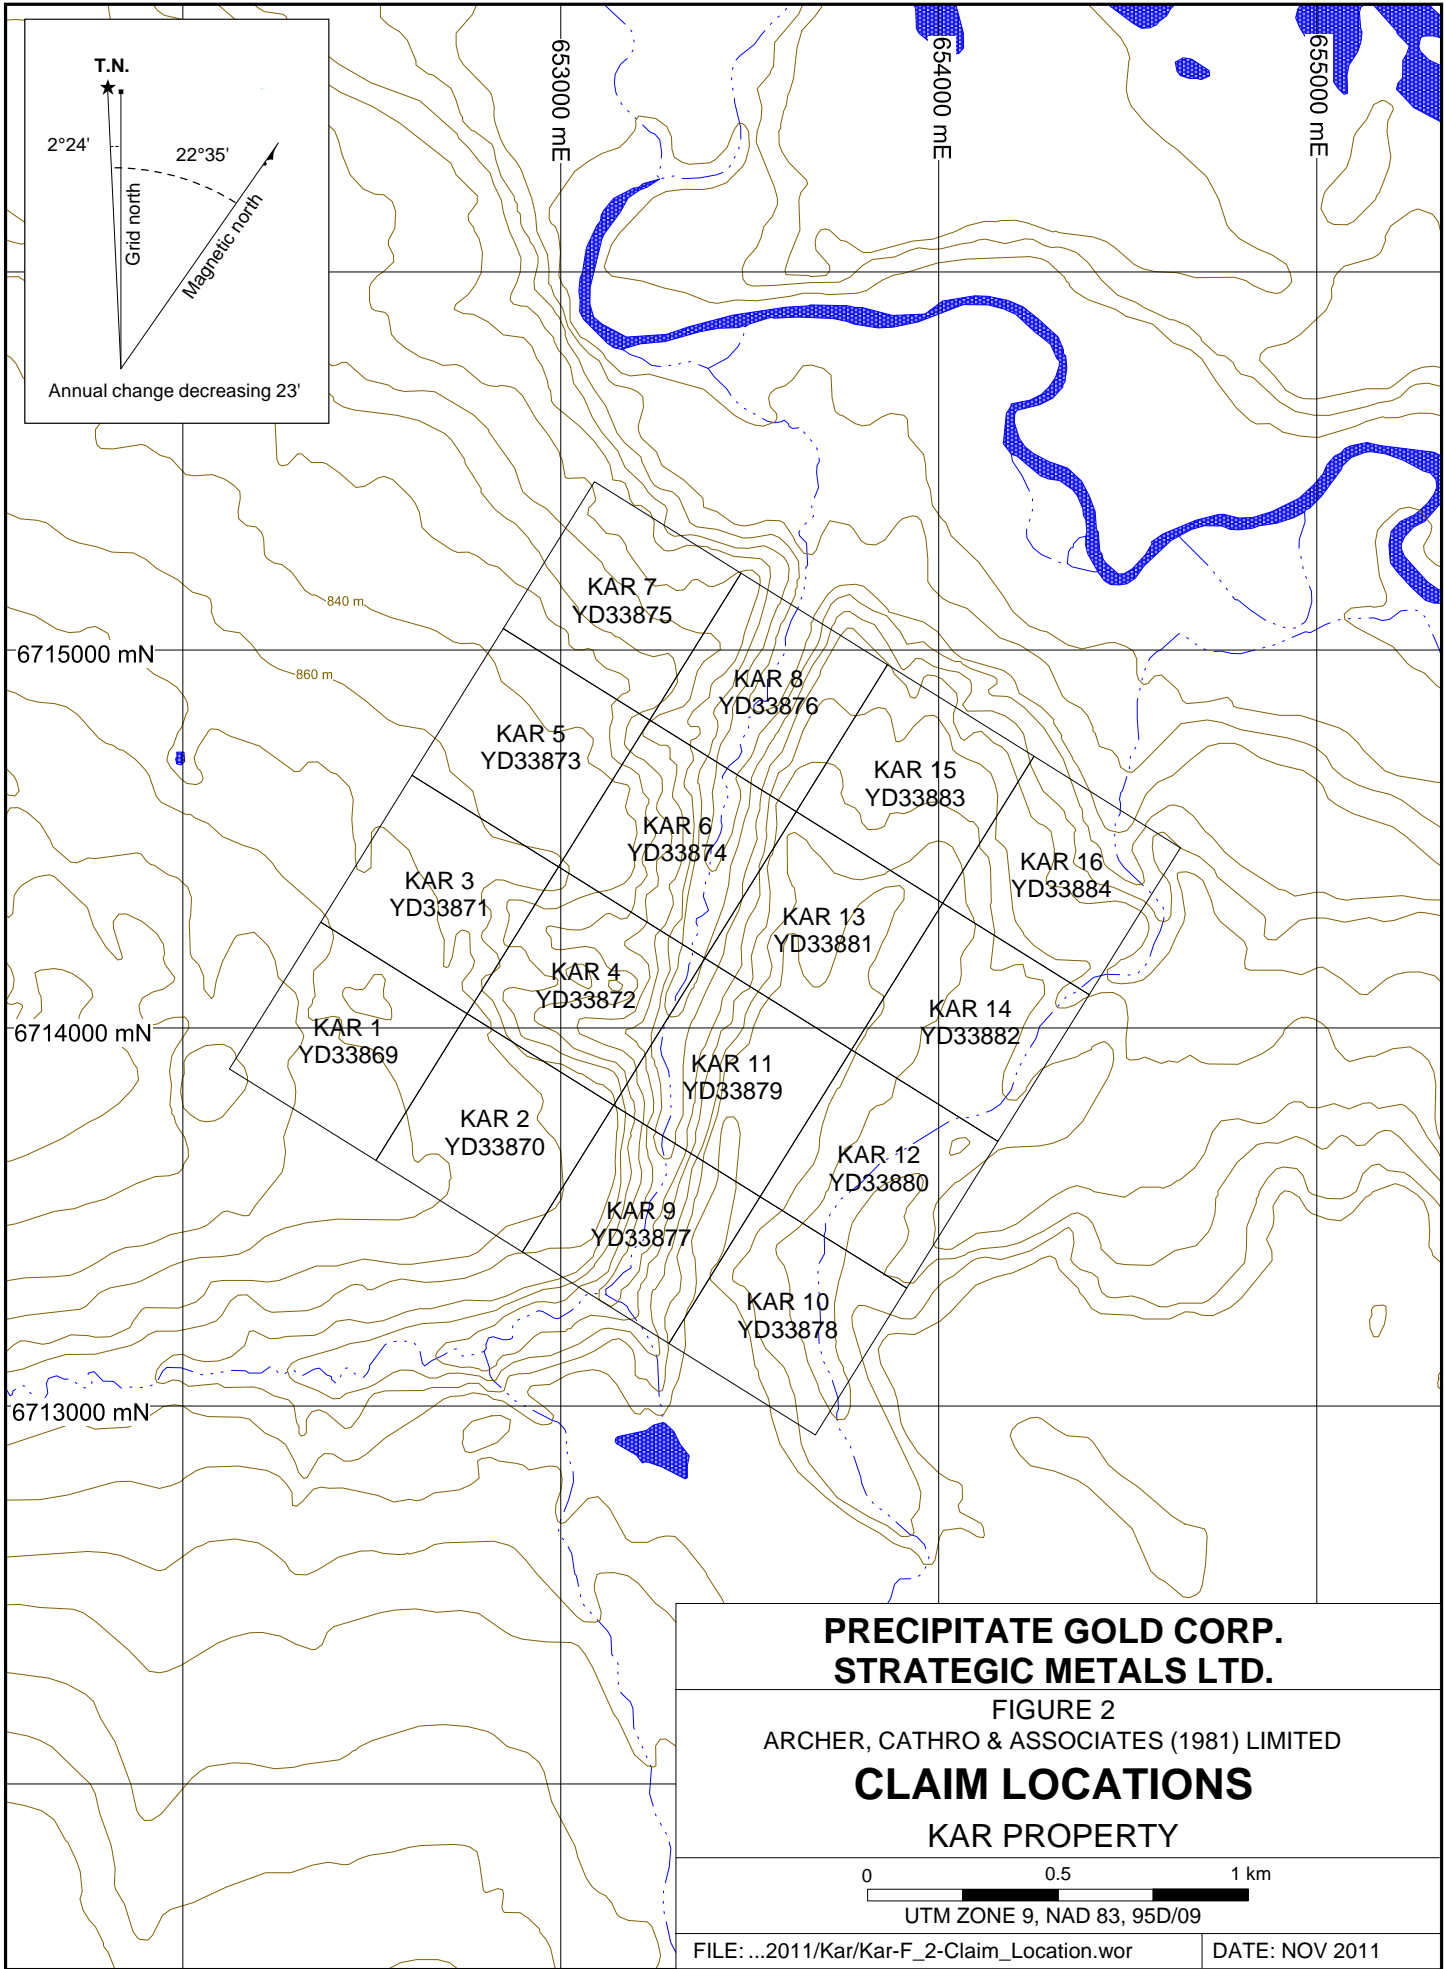 T.N.
2°24'
22°35'
Grid north
Magnetic north
Annual change decreasing 23'
653000 mE
654000 mE
655000 mE
840 m
860 m
6715000 mN
6714000 mN
6713000 mN
KAR 7
YD33875
KAR 8
YD33876
KAR 5
YD33873
KAR 15
YD33883
KAR 6
YD33874
KAR 16
YD33884
KAR 3
YD33871
KAR 13
YD33881
KAR 4
YD33872
KAR 14
YD33882
KAR 1
YD33869
KAR 11
YD33879
KAR 2
YD33870
KAR 12
YD33880
KAR 9
YD33877
KAR 10
YD33878
PRECIPITATE GOLD CORP.
STRATEGIC METALS LTD.
FIGURE 2
ARCHER, CATHRO & ASSOCIATES (1981) LIMITED
CLAIM LOCATIONS
KAR PROPERTY
0 0.5 1 km
UTM ZONE 9, NAD 83, 95D/09
FILE: ...2011/Kar/Kar-F_2-Claim_Location.wor
DATE: NOV 2011